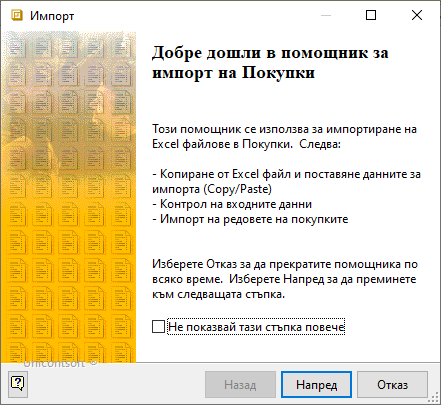 Импорт
Добре дошли в помощник за
импорт на Покупки
Този помощник се използва за импортиране на
Excel файлове в Покупки.  Следва:
- Копиране от Excel файл и поставяне данните за
импорта (Copy/Paste)
- Контрол на входните данни
- Импорт на редовете на покупките
Изберете Отказ за да прекратите помощника по
всяко време.  Изберете Напред за да преминете
към следващата стъпка.
Не показвай тази стъпка повече
Unicontsoft ©
?
Назад
Напред
Отказ